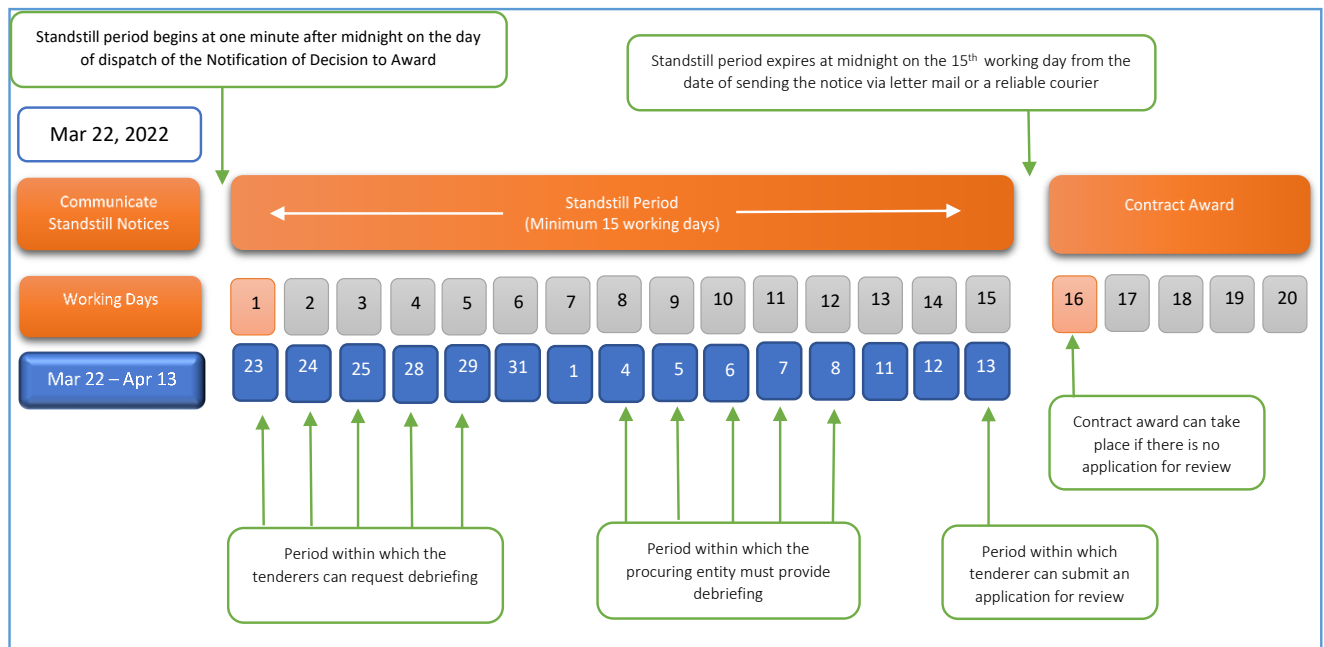 Standstill period begins at one minute after midnight on the day
of dispatch of the Notification of Decision to Award
Standstill period expires at midnight on the 15th working day from the
date of sending the notice via letter mail or a reliable courier
Mar 22, 2022
Communicate
Standstill Notices
Standstill Period
(Minimum 15 working days)
Contract Award
Working Days
1 2 3 4 5 6 7 8 9 10 11 12 13 14 15 16 17 18 19 20
Mar 22 – Apr 13
23 24 25 28 29 31 1 4 5 6 7 8 11 12 13
Contract award can take
place if there is no
application for review
Period within which the
tenderers can request debriefing
Period within which the
procuring entity must provide
debriefing
Period within which
tenderer can submit an
application for review